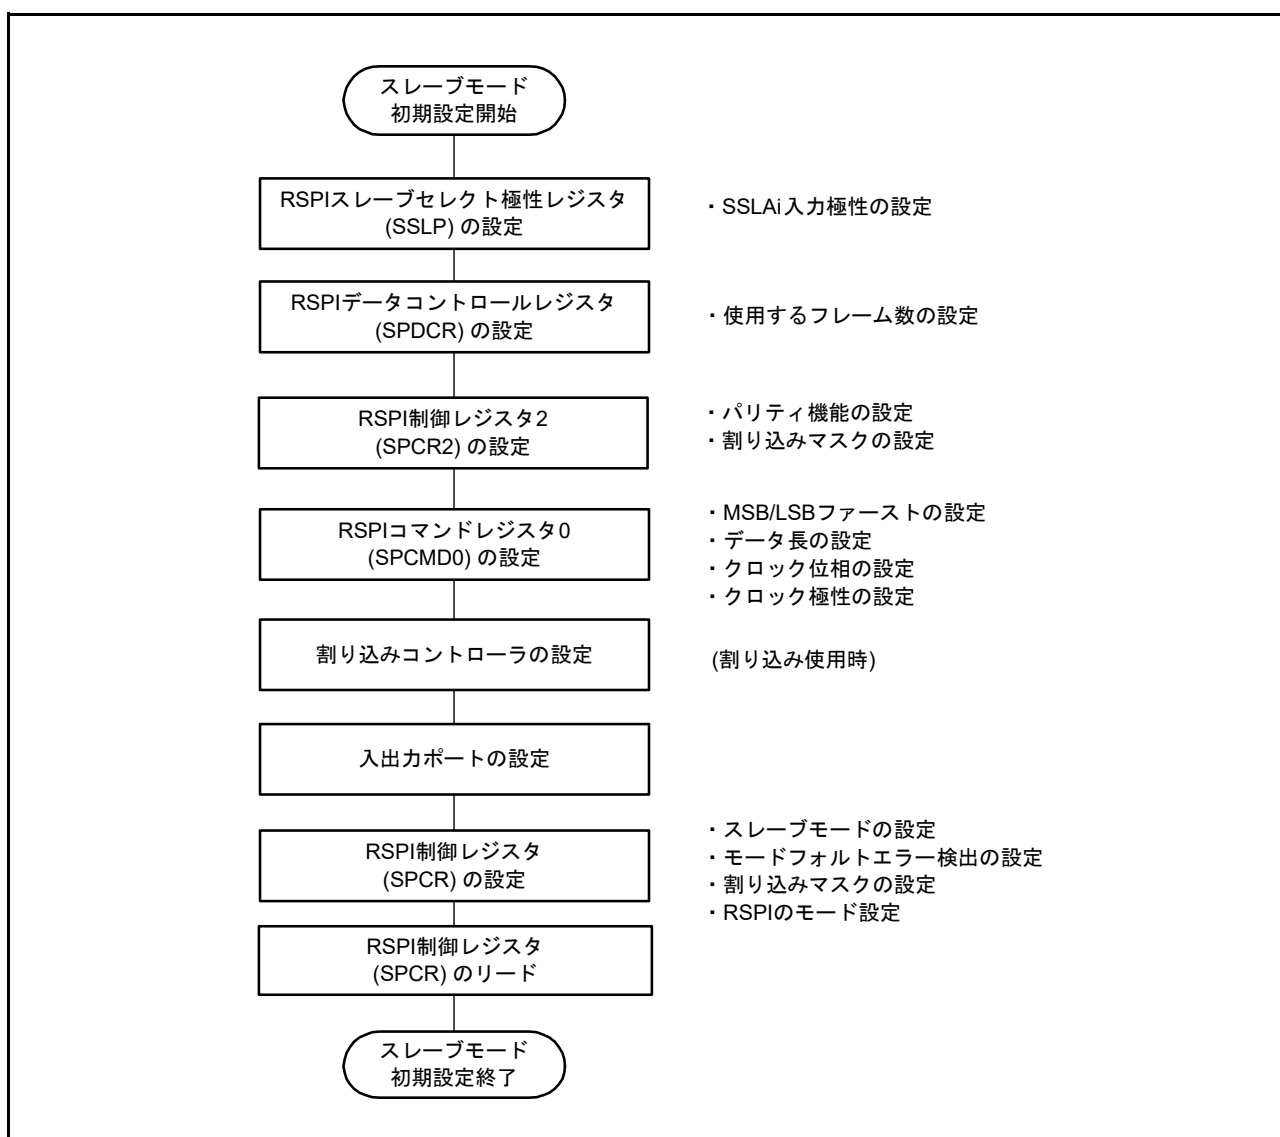 スレーブモード
初期設定開始
RSPIスレーブセレクト極性レジスタ
(SSLP) の設定
・SSLAi入力極性の設定
RSPIデータコントロールレジスタ
(SPDCR) の設定
・使用するフレーム数の設定
RSPI制御レジスタ2
(SPCR2) の設定
・パリティ機能の設定
・割り込みマスクの設定
RSPIコマンドレジスタ0
(SPCMD0) の設定
・MSB/LSBファーストの設定
・データ長の設定
・クロック位相の設定
・クロック極性の設定
割り込みコントローラの設定
(割り込み使用時)
入出力ポートの設定
RSPI制御レジスタ
(SPCR) の設定
・スレーブモードの設定
・モードフォルトエラー検出の設定
・割り込みマスクの設定
・RSPIのモード設定
RSPI制御レジスタ
(SPCR) のリード
スレーブモード
初期設定終了